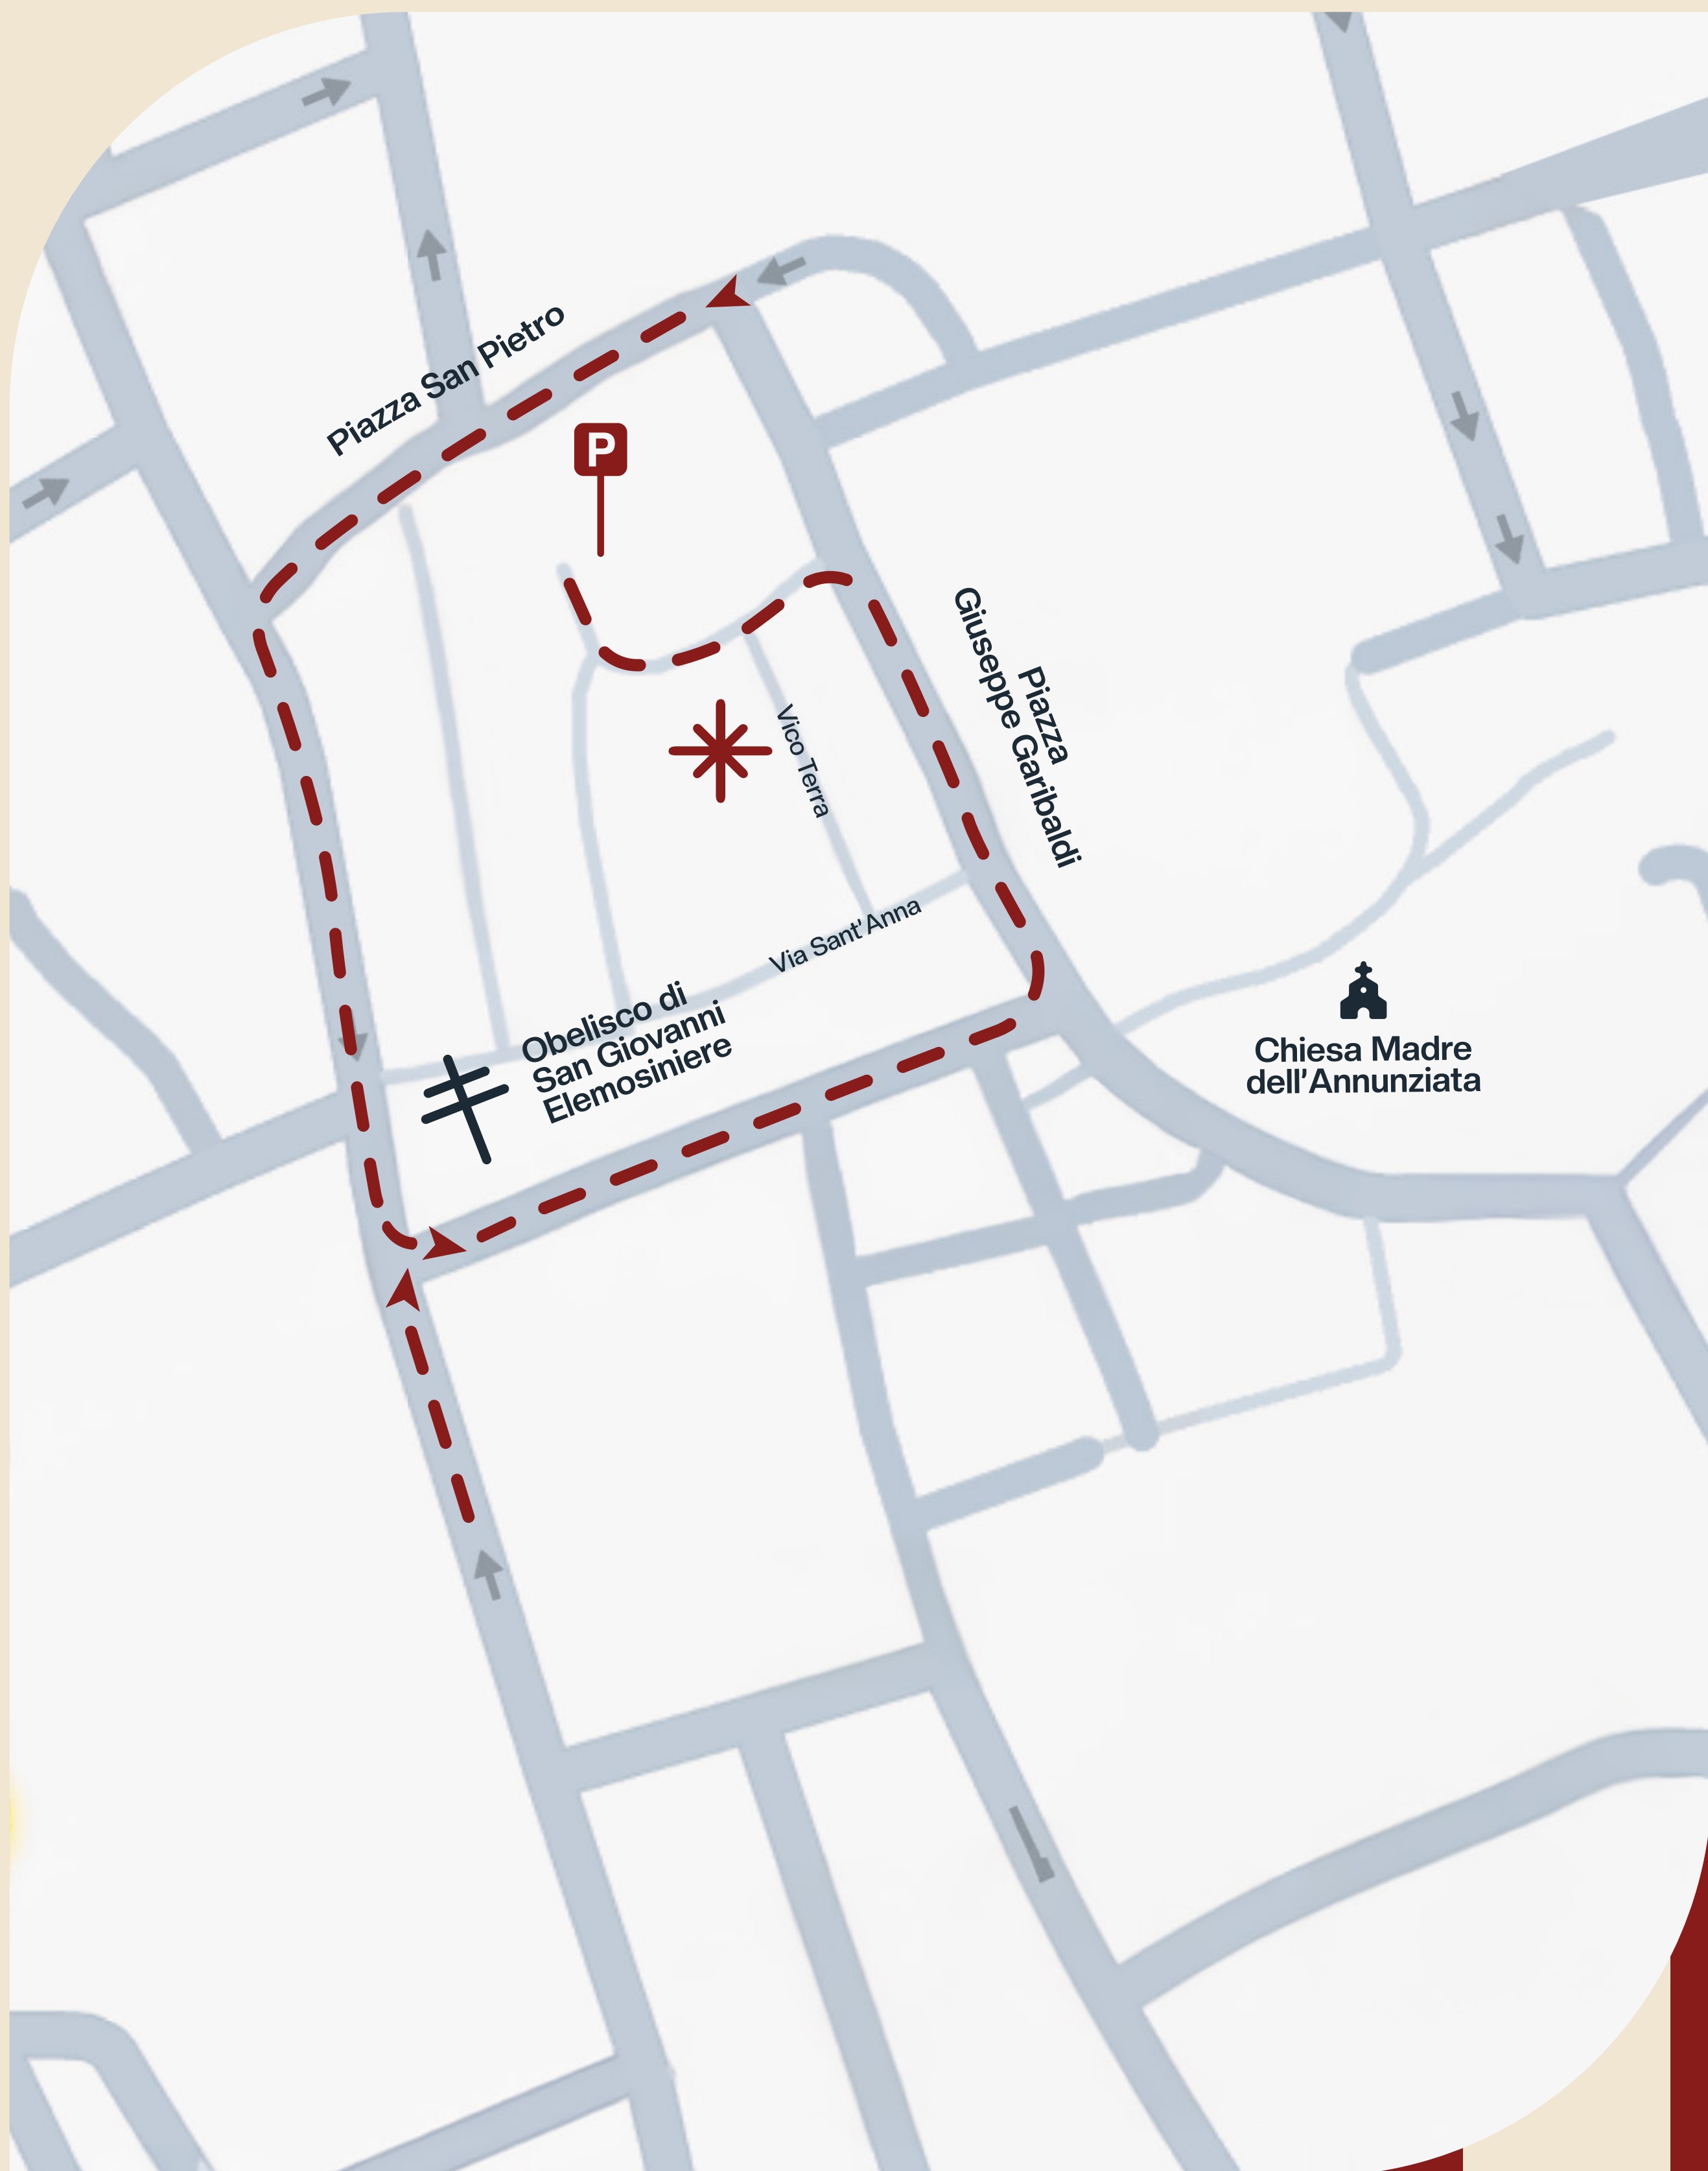 Piazza San Pietro
P
Piazza
Giuseppe Garibaldi
Vico Terra
Via Sant'Anna
Obelisco di
San Giovanni
Elemosiniere
Chiesa Madre
dell'Annunziata